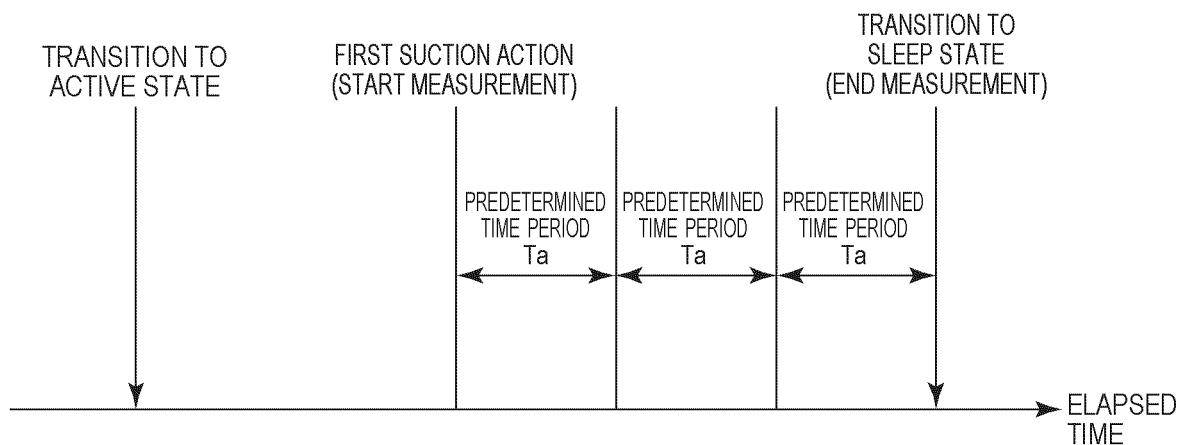 TRANSITION TO
ACTIVE STATE
FIRST SUCTION ACTION
(START MEASUREMENT)
TRANSITION TO
SLEEP STATE
(END MEASUREMENT)
PREDETERMINED
TIME PERIOD
Ta
PREDETERMINED
TIME PERIOD
Ta
PREDETERMINED
TIME PERIOD
Ta
ELAPSED
TIME